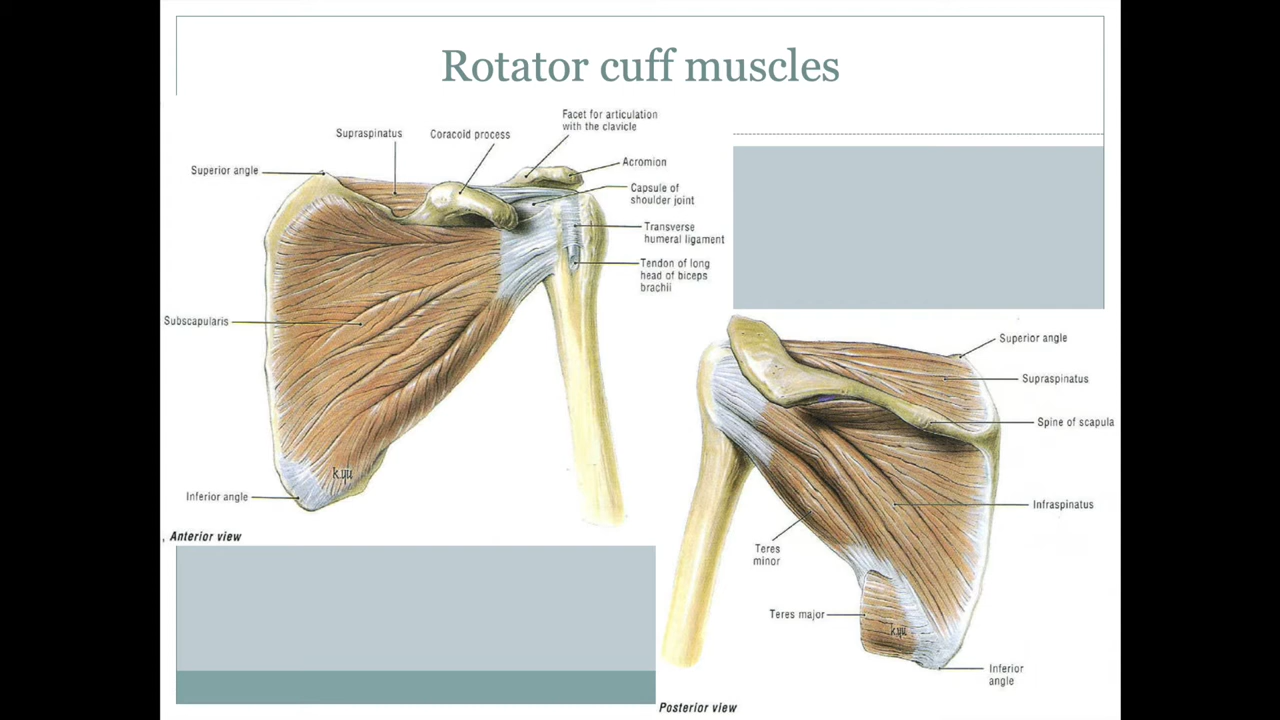 Rotator cuff muscles
Facet for articulation
with the clavicle
Supraspinatus
Coracoid process
Acromion
Superior angle
Capsule of
shoulder joint
Transverse
humeral ligament
Tendon of long
head of biceps
brachii
Subscapularis
Inferior angle
Anterior view
Superior angle
Supraspinatus
Spine of scapula
Infraspinatus
Teres
minor
Teres major
Inferior
angle
Posterior view